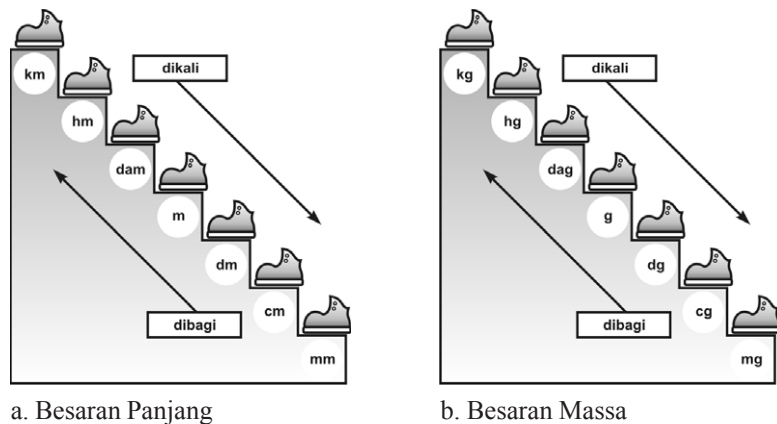 km
dikali
hm
dam
m
dm
cm
dibagi
mm
a. Besaran Panjang
kg
dikali
hg
dag
g
dg
cg
dibagi
mg
b. Besaran Massa